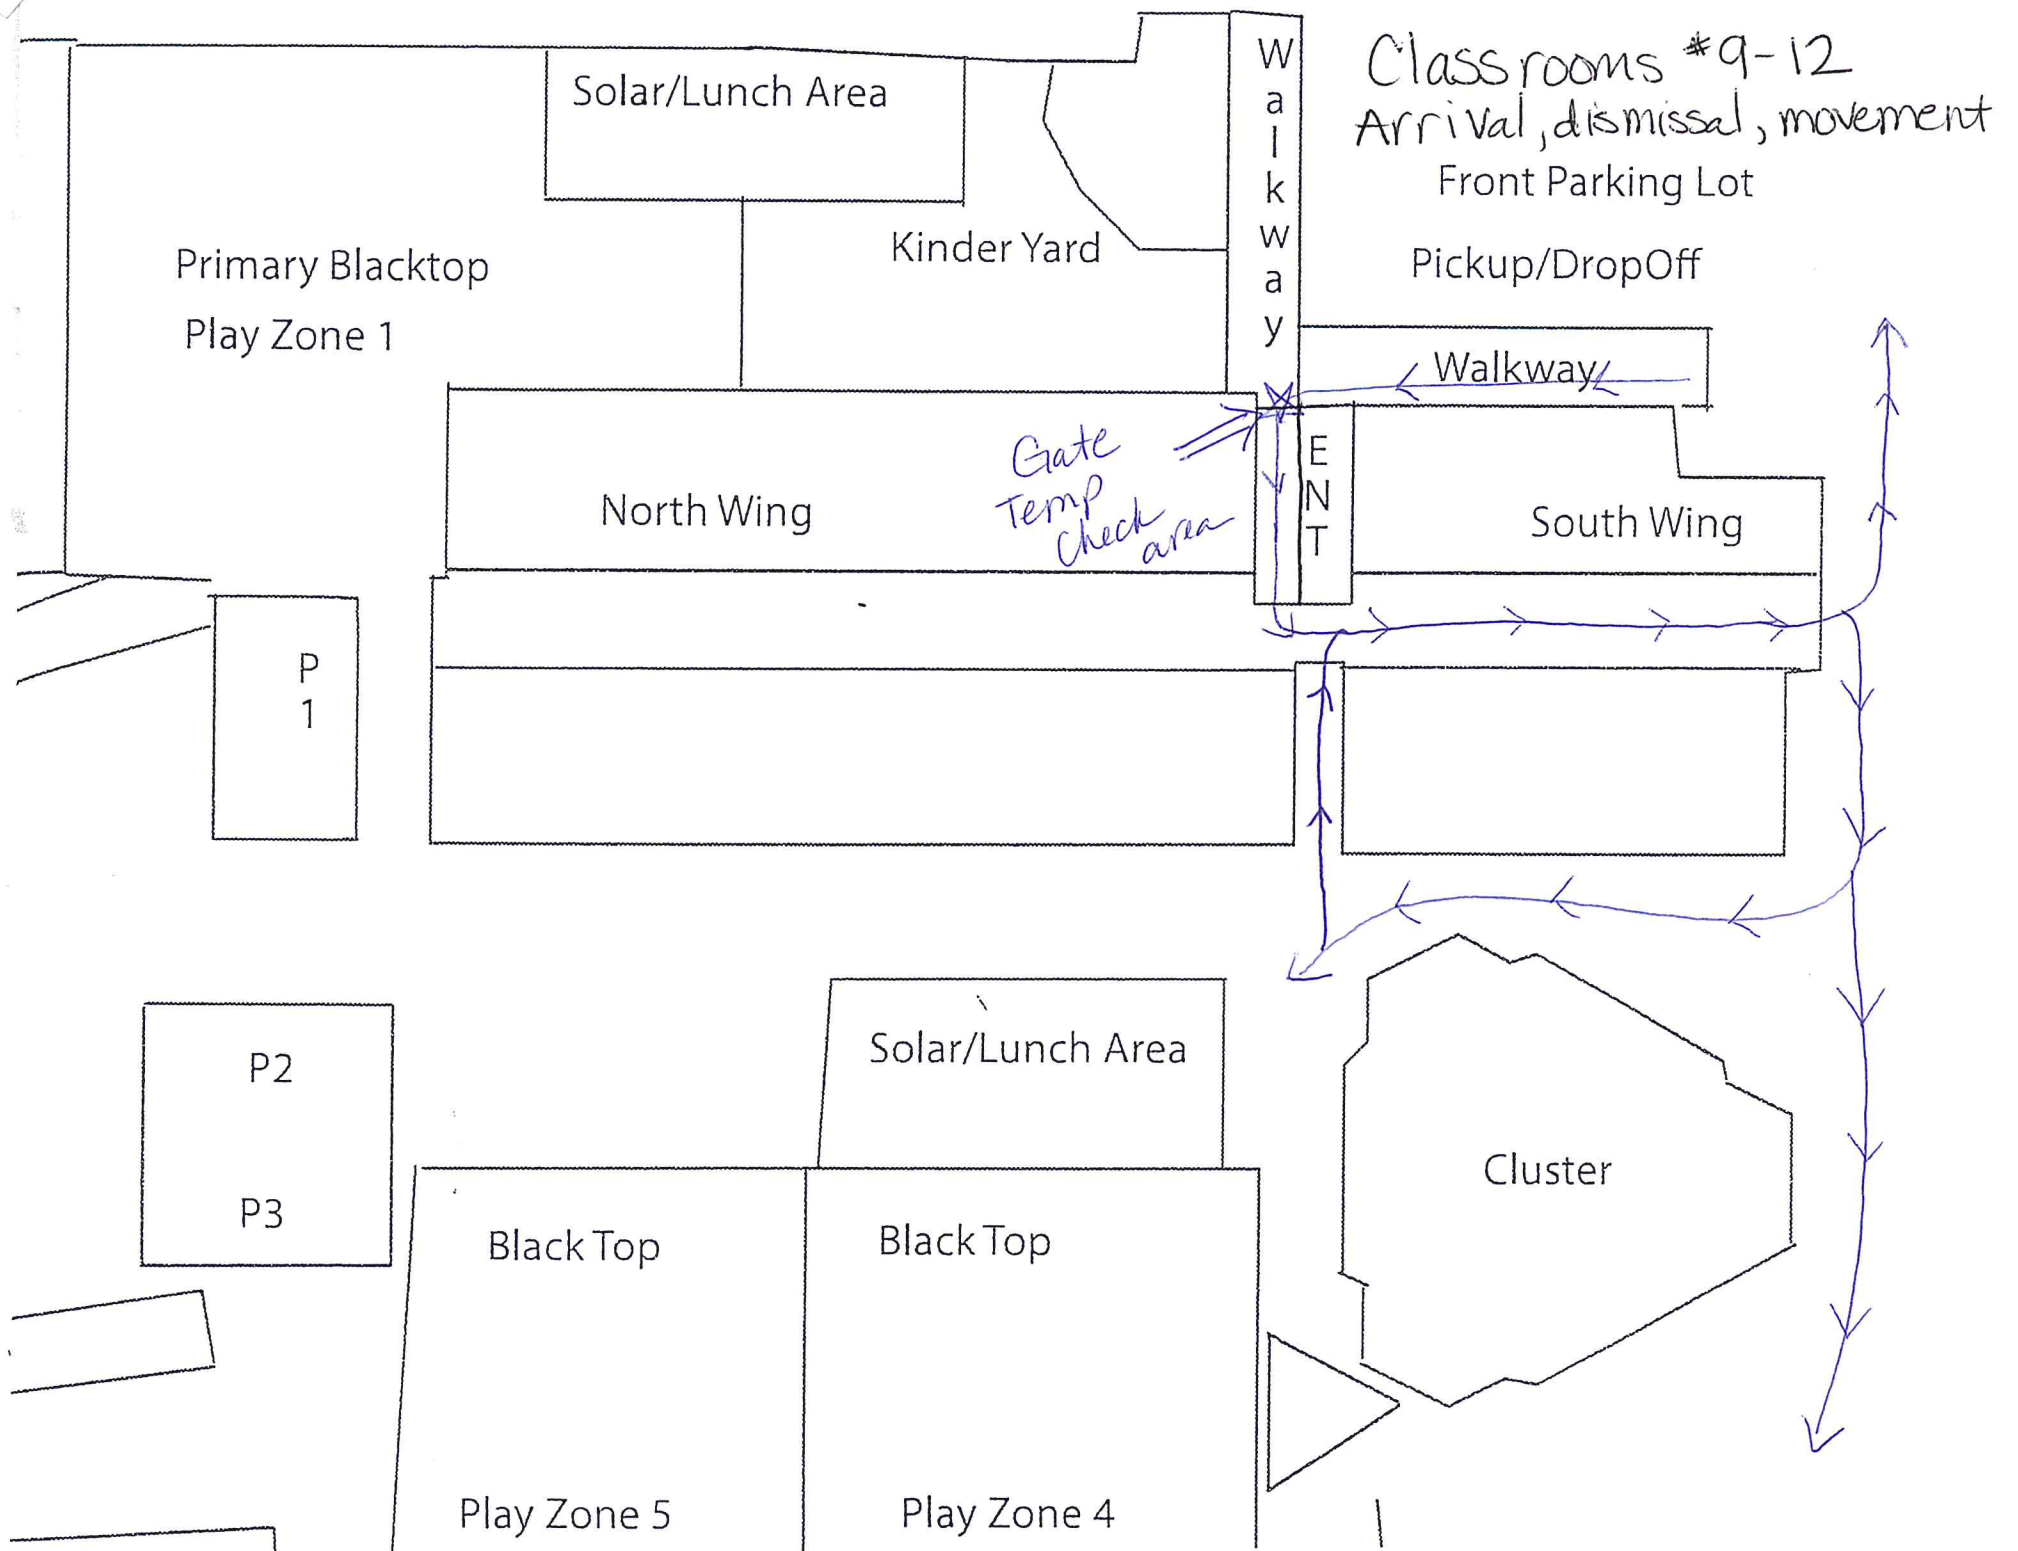 Classrooms #9-12
Arrival, dismissal, movement
Front Parking Lot
Pickup/DropOff
Walkway
Walkway
Solar/Lunch Area
Kinder Yard
Primary Blacktop
Play Zone 1
Gate
Temp
Check
area
ENT
North Wing
South Wing
P
1
Solar/Lunch Area
P2
P3
Cluster
Black Top
Black Top
Play Zone 5
Play Zone 4